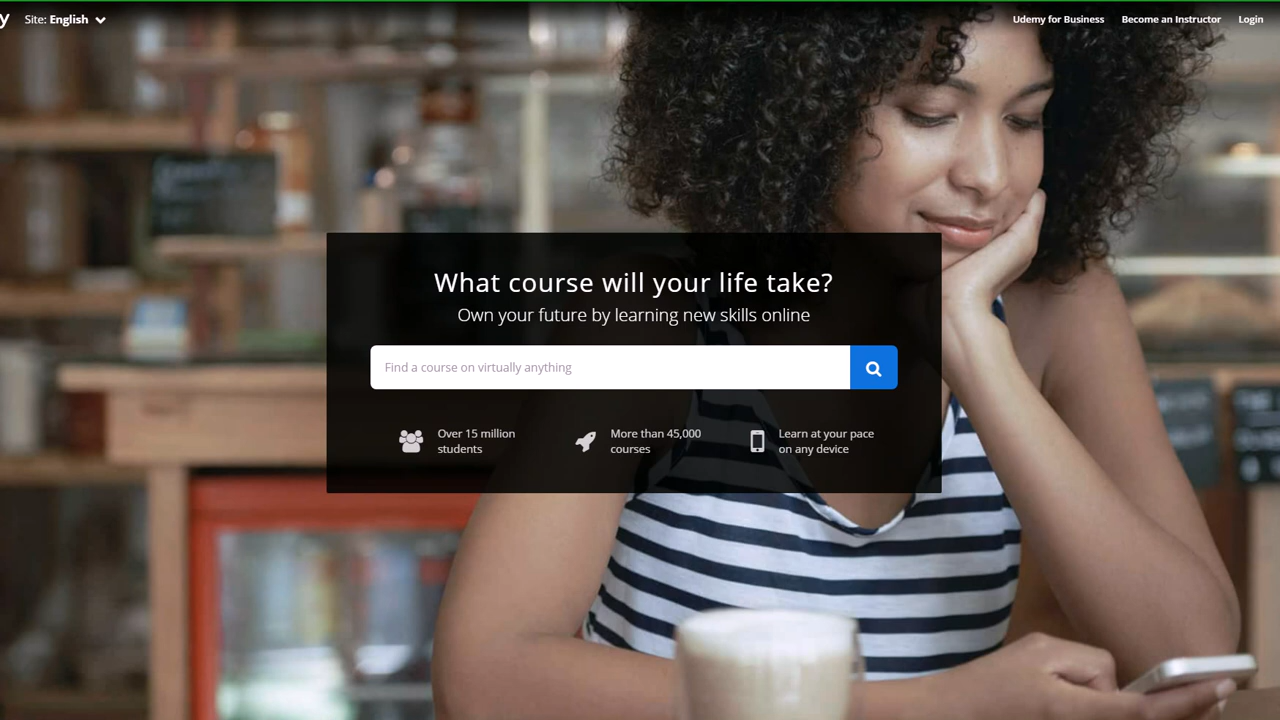 y Site: English
Udemy for Business Become an Instructor Login
What course will your life take?
Own your future by learning new skills online
Find a course on virtually anything
Over 15 million
students
More than 45,000
courses
Learn at your pace
on any device